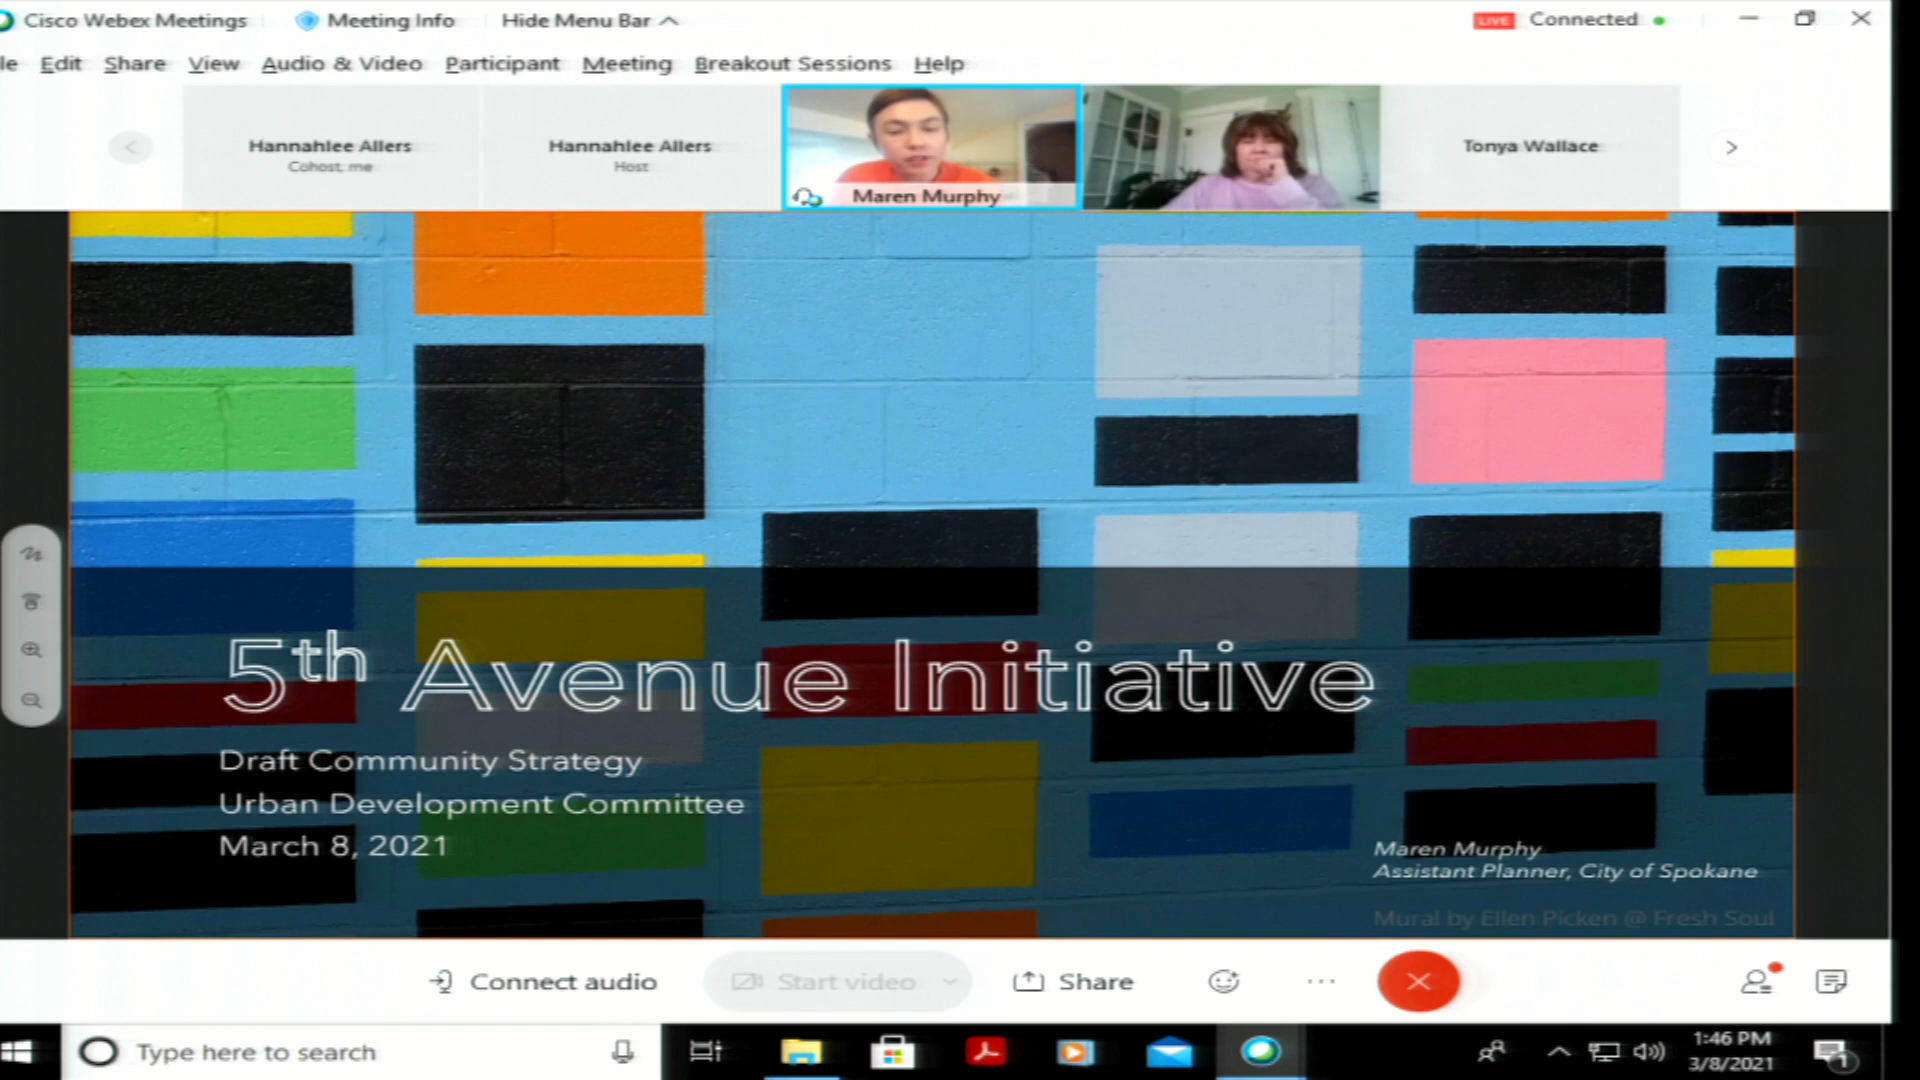 Cisco Webex Meetings
Meeting Info
Hide Menu Bar
LIVE
Connected
le Edit Share View Audio & Video Participant Meeting Breakout Sessions Help
Hannahlee Allers
Cohost, me
Hannahlee Allers
Host
Maren Murphy
Tonya Wallace
5th Avenue Initiative
Draft Community Strategy
Urban Development Committee
March 8, 2021
Maren Murphy
Assistant Planner, City of Spokane
Mural by Ellen Picken @ Fresh Soul
Connect audio
Start video
Share
Type here to search
1:46 PM
3/8/2021
1